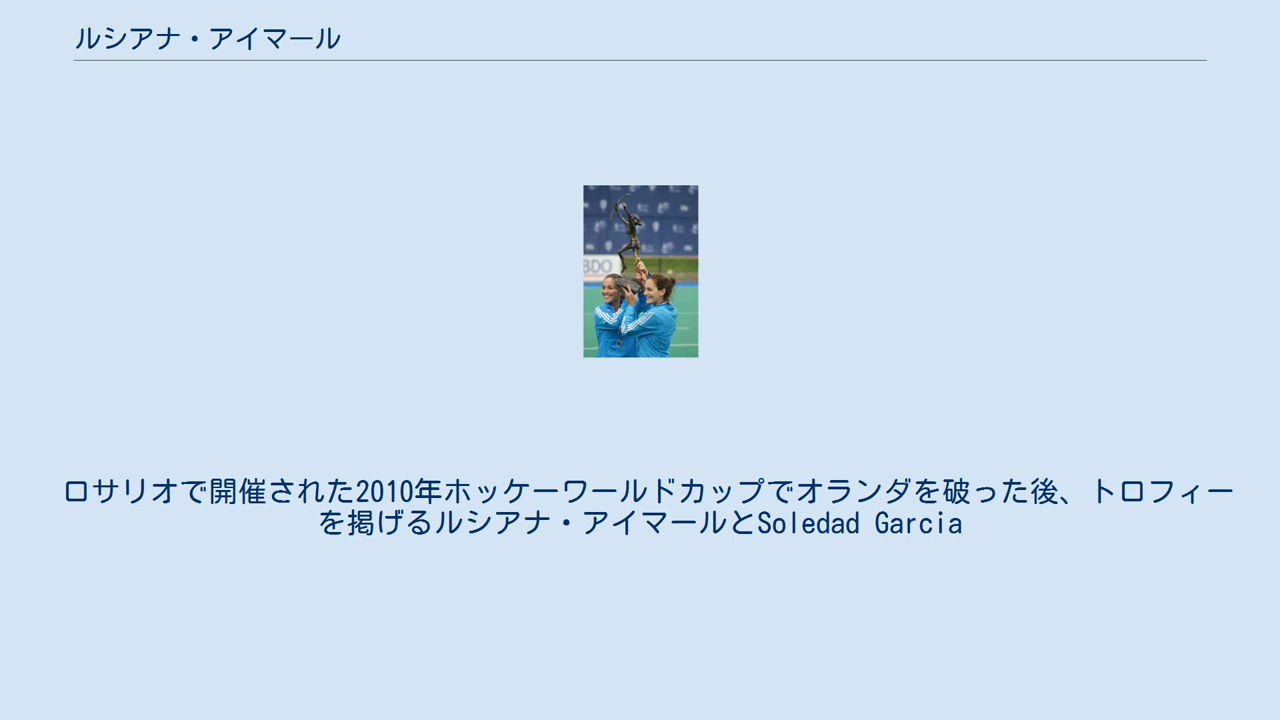 ルシアナ・アイマール
BDO
ロサリオで開催された2010年ホッケーワールドカップでオランダを破った後、トロフィー
を掲げるルシアナ・アイマールとSoledad Garcia